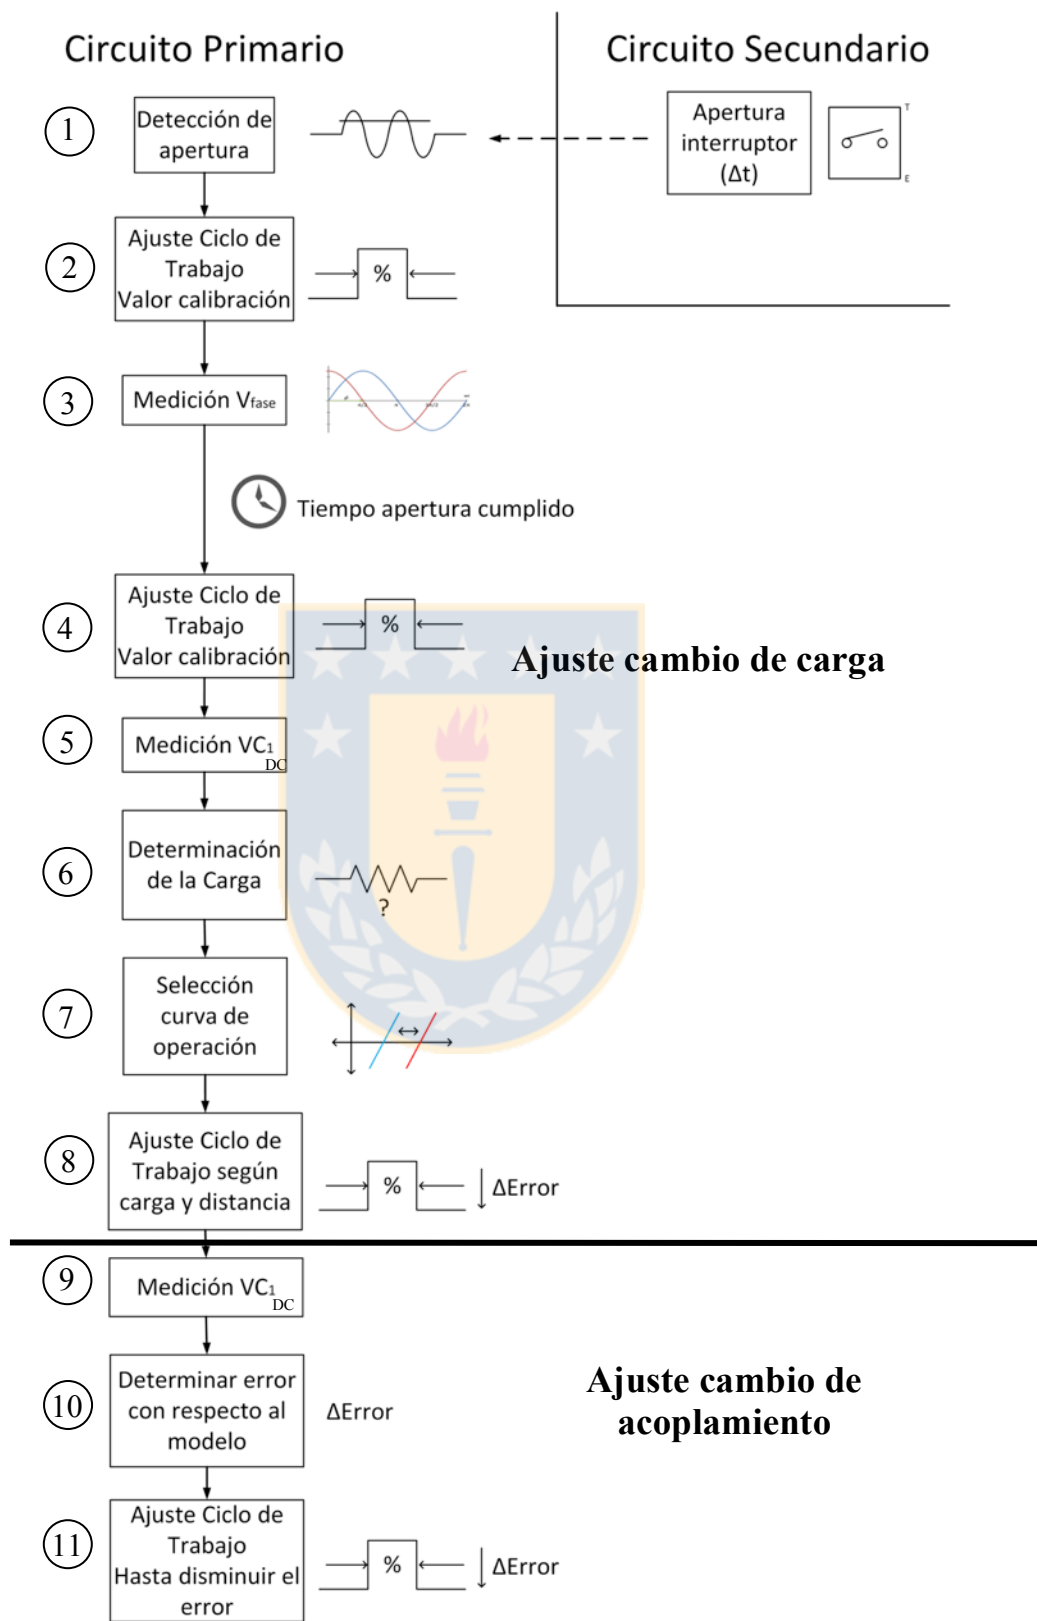 Circuito Primario
Circuito Secundario
1
Detección de
apertura
Apertura
interruptor
(Δt)
T
E
2
Ajuste Ciclo de
Trabajo
Valor calibración
%
3
Medición Vfase
π/2
π
3π/2
2π
Tiempo apertura cumplido
4
Ajuste Ciclo de
Trabajo
Valor calibración
%
Ajuste cambio de carga
5
Medición VC1
DC
6
Determinación
de la Carga
?
7
Selección
curva de
operación
8
Ajuste Ciclo de
Trabajo según
carga y distancia
%
ΔError
9
Medición VC1
DC
10
Determinar error
con respecto al
modelo
ΔError
Ajuste cambio de
acoplamiento
11
Ajuste Ciclo de
Trabajo
Hasta disminuir el
error
%
ΔError